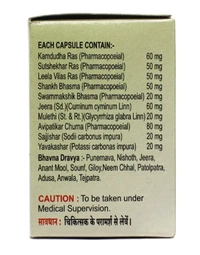 EACH CAPSULE CONTAIN:-
Kamdudha Ras (Pharmacopoeial) 60 mg
Sutshekhar Ras (Pharmacopoeial) 50 mg
Leela Vilas Ras (Pharmacopoeial) 50 mg
Shankh Bhasma (Pharmacopoeial) 50 mg
Swarnmakshik Bhasma (Pharmacopoeial) 20 mg
Jeera (Sd.)(Cuminum cyminum Linn) 60 mg
Mulethi (St. & Rt.)(Glycyrrhiza glabra Linn) 20 mg
Avipatikar Churna (Pharmacopoeial) 80 mg
Sajjishar (Sodii carbonus impura) 20 mg
Yavakashar (Potassi carbonas impura) 20 mg
Bhavna Dravya :- Punernava, Nishoth, Jeera,
Anant Mool, Sounf, Giloy,Neem Chhal, Patolpatra,
Adusa, Anwala, Tejpatra.
CAUTION : To be taken under
Medical Supervision.
सावधान : चिकित्सक के परामर्श से लेवें।